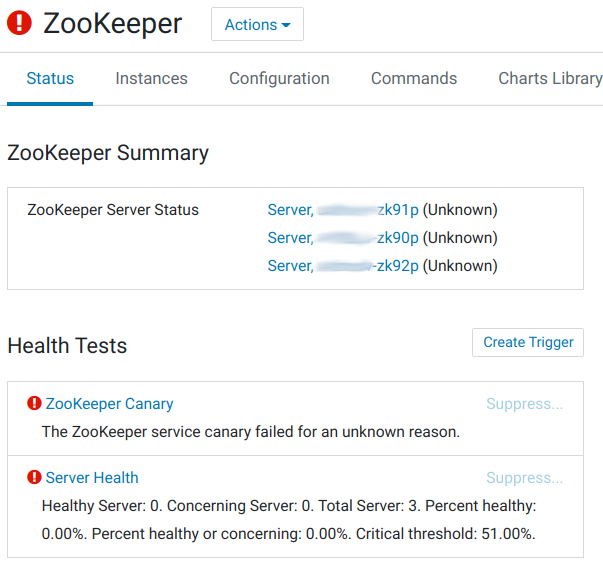 ZooKeeper
Actions
Status Instances Configuration Commands Charts Library
ZooKeeper Summary
ZooKeeper Server Status
Server, zk91p (Unknown)
Server, -zk90p (Unknown)
Server, -zk92p (Unknown)
Health Tests
Create Trigger
ZooKeeper Canary Suppress...
The ZooKeeper service canary failed for an unknown reason.
Server Health Suppress...
Healthy Server: 0. Concerning Server: 0. Total Server: 3. Percent healthy:
0.00%. Percent healthy or concerning: 0.00%. Critical threshold: 51.00%.